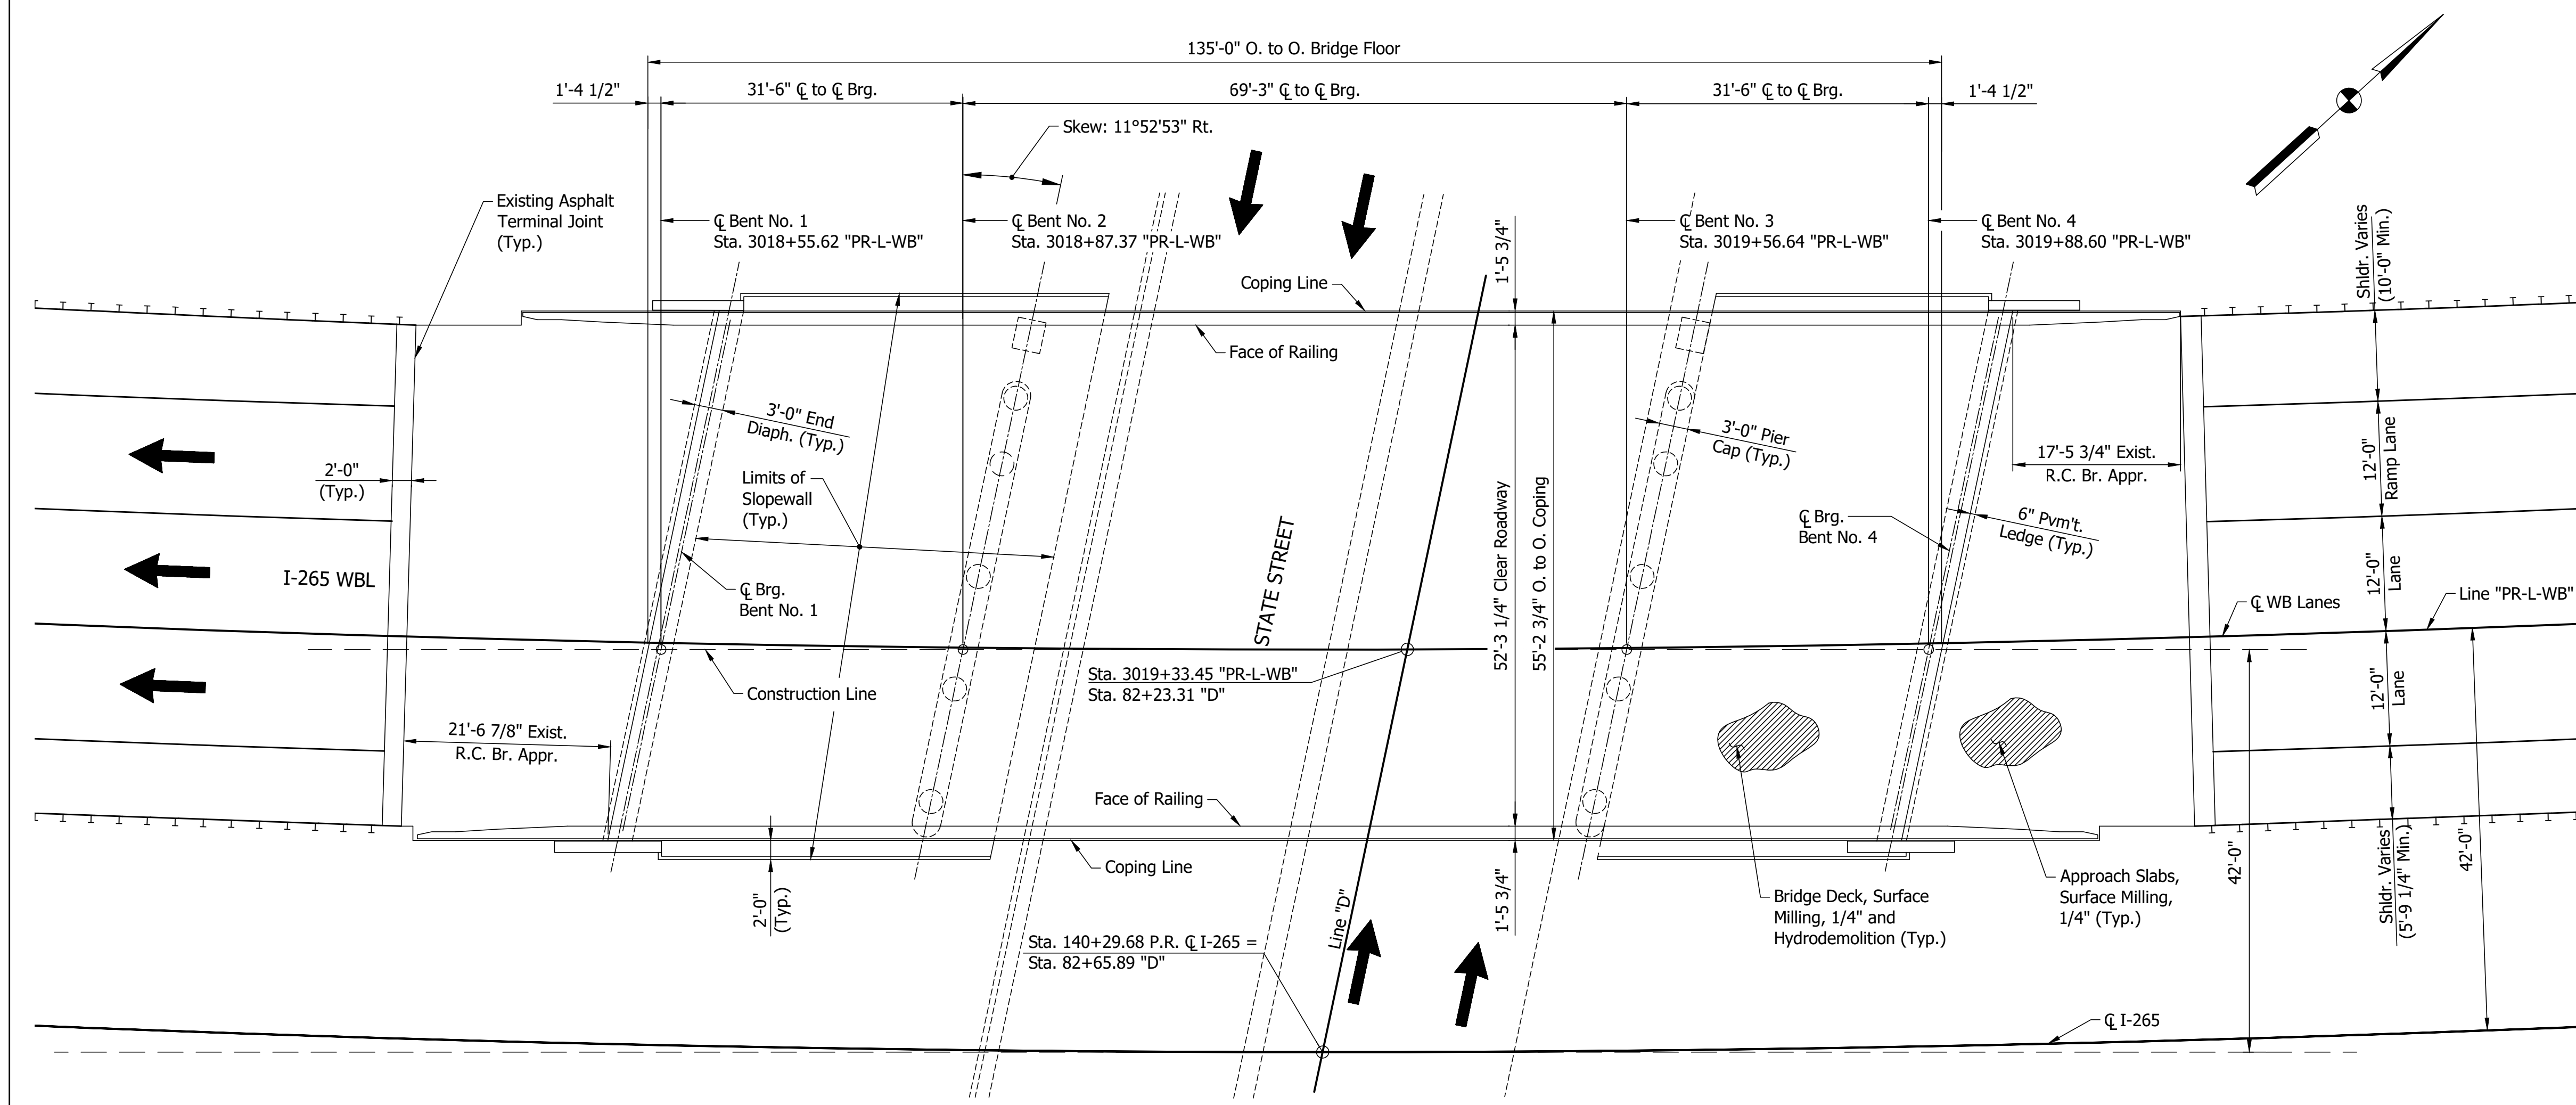 135'-0" O. to O. Bridge Floor
1'-4 1/2"
31'-6" ℄ to ℄ Brg.
69'-3" ℄ to ℄ Brg.
31'-6" ℄ to ℄ Brg.
1'-4 1/2"
Skew: 11°52'53" Rt.
Existing Asphalt
Terminal Joint
(Typ.)
℄ Bent No. 1
Sta. 3018+55.62 "PR-L-WB"
℄ Bent No. 2
Sta. 3018+87.37 "PR-L-WB"
℄ Bent No. 3
Sta. 3019+56.64 "PR-L-WB"
℄ Bent No. 4
Sta. 3019+88.60 "PR-L-WB"
1'-5 3/4"
Coping Line
Face of Railing
Shldr. Varies
(10'-0" Min.)
3'-0" End
Diaph. (Typ.)
3'-0" Pier
Cap (Typ.)
17'-5 3/4" Exist.
R.C. Br. Appr.
12'-0"
Ramp Lane
2'-0"
(Typ.)
Limits of
Slopewall
(Typ.)
℄ Brg.
Bent No. 4
6" Pvm't.
Ledge (Typ.)
I-265 WBL
℄ Brg.
Bent No. 1
STATE STREET
52'-3 1/4" Clear Roadway
55'-2 3/4" O. to O. Coping
12'-0"
Lane
℄ WB Lanes
Line "PR-L-WB"
Sta. 3019+33.45 "PR-L-WB"
Sta. 82+23.31 "D"
Construction Line
12'-0"
Lane
21'-6 7/8" Exist.
R.C. Br. Appr.
Face of Railing
Coping Line
2'-0"
(Typ.)
1'-5 3/4"
Line "D"
Bridge Deck, Surface
Milling, 1/4" and
Hydrodemolition (Typ.)
Approach Slabs,
Surface Milling,
1/4" (Typ.)
42'-0"
Shldr. Varies
(5'-9 1/4" Min.)
42'-0"
Sta. 140+29.68 P.R. ℄ I-265 =
Sta. 82+65.89 "D"
℄ I-265